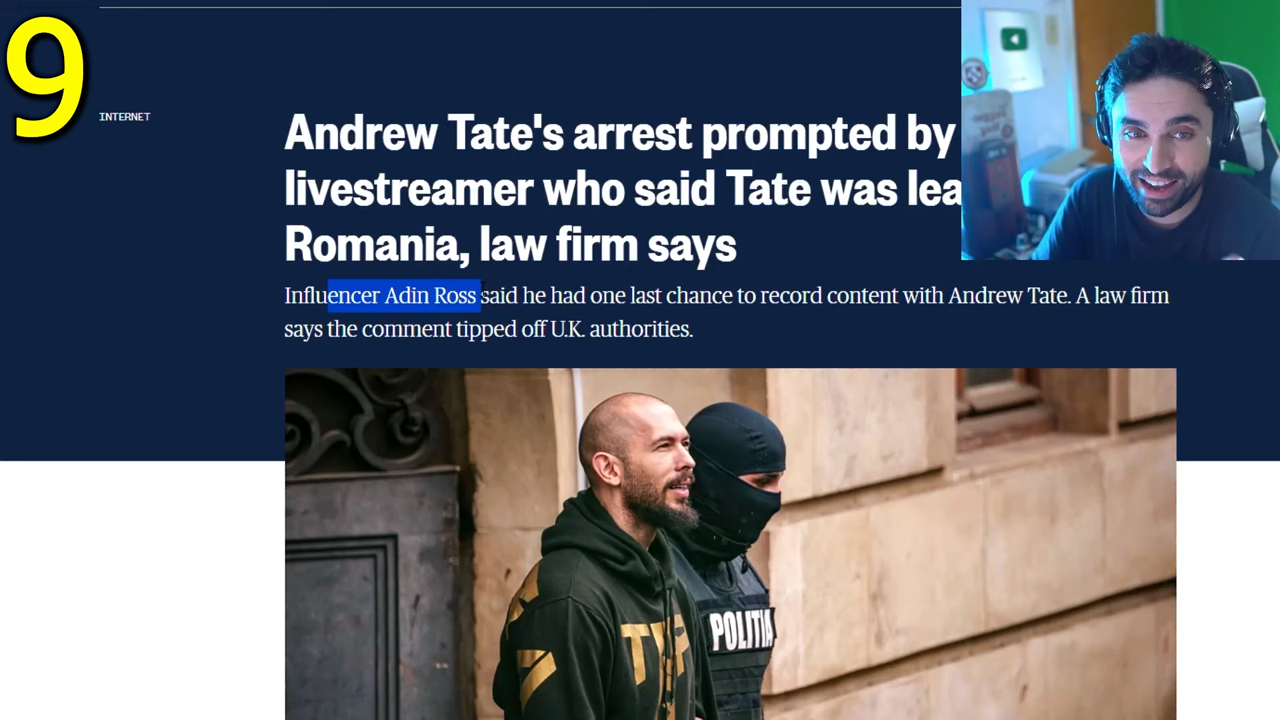 9
INTERNET
Andrew Tate's arrest prompted by
livestreamer who said Tate was lea
Romania, law firm says
Influencer Adin Ross said he had one last chance to record content with Andrew Tate. A law firm
says the comment tipped off U.K. authorities.
POLITIA